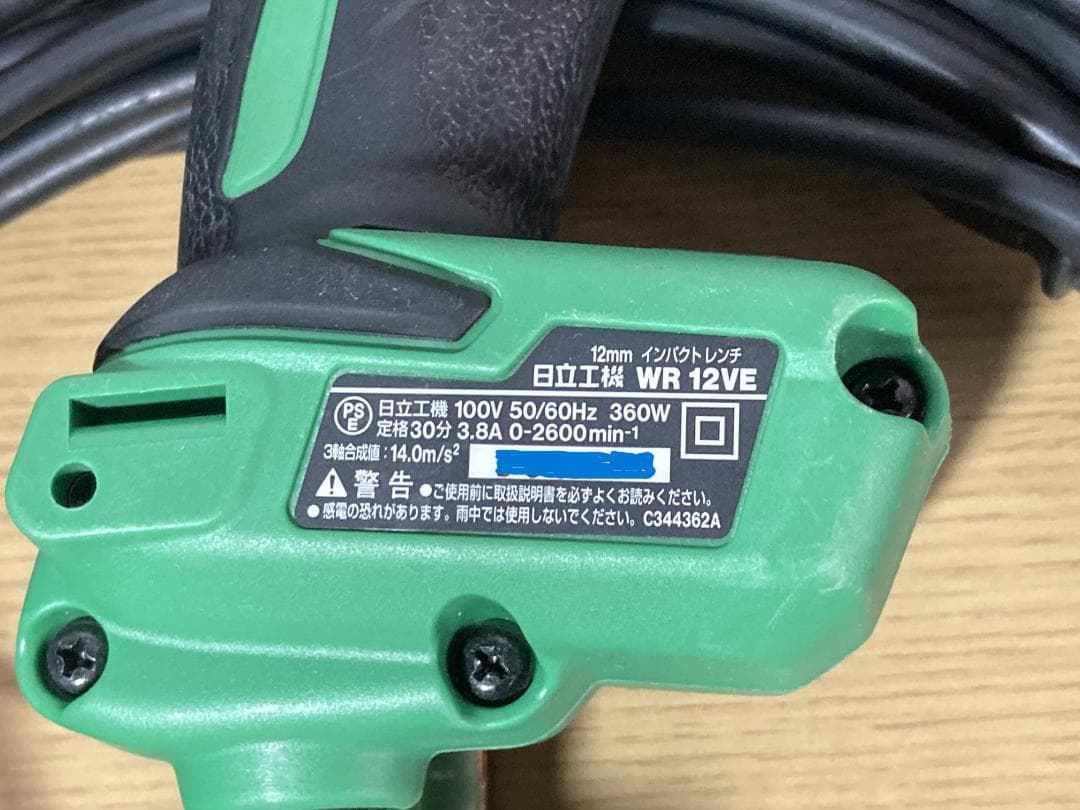 12mm インパクトレンチ
日立工機 WR 12VE
PSE 日立工機 100V 50/60Hz 360W
定格30分 3.8A 0-2600min-1
3軸合成値:14.0m/s2
警告 ●ご使用前に取扱説明書を必ずよくお読みください。
●感電の恐れがあります。雨中では使用しないでください。C344362A